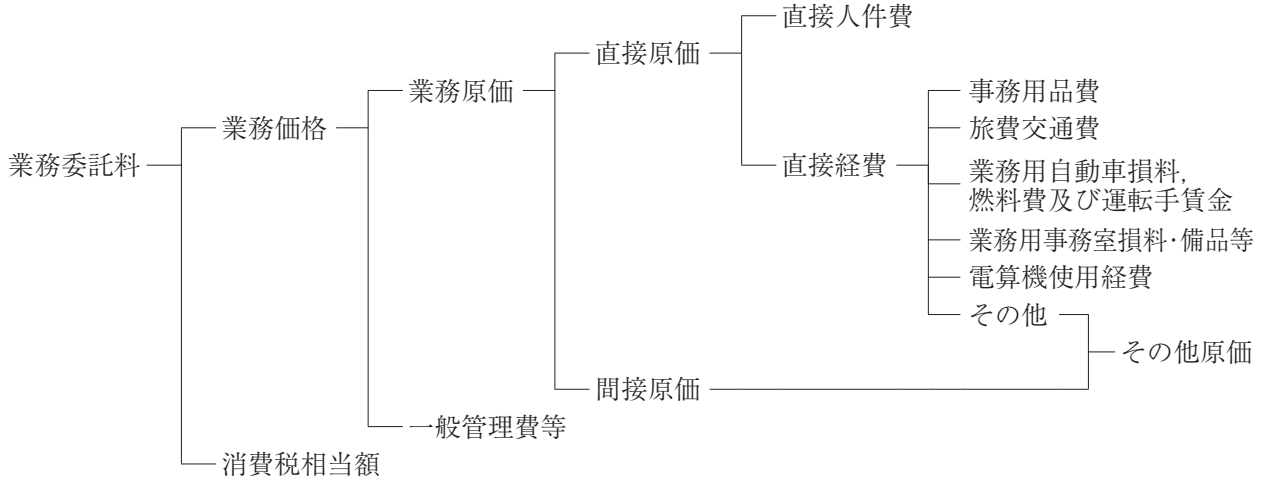 直接人件費
直接原価
業務原価
事務用品費
業務価格
旅費交通費
業務委託料
直接経費
業務用自動車損料,
燃料費及び運転手賃金
業務用事務室損料・備品等
電算機使用経費
その他
その他原価
間接原価
一般管理費等
消費税相当額